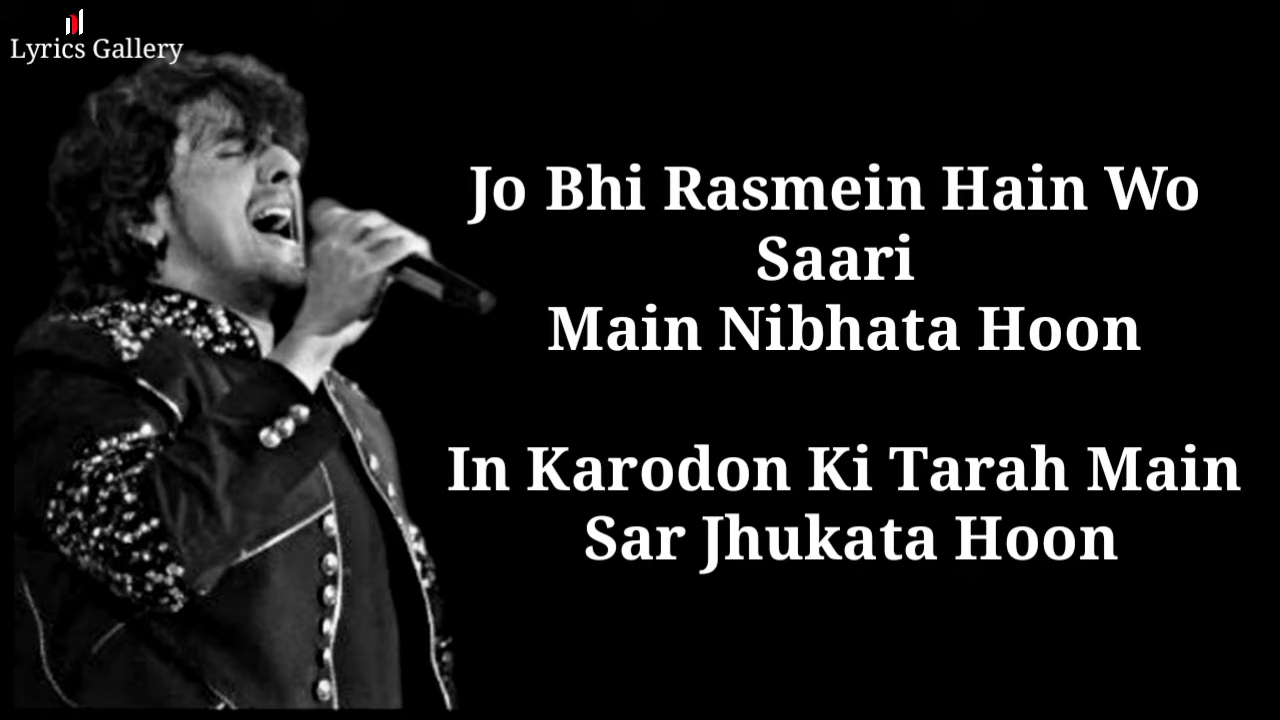 Lyrics Gallery
Jo Bhi Rasmein Hain Wo
Saari
Main Nibhata Hoon
In Karodon Ki Tarah Main
Sar Jhukata Hoon